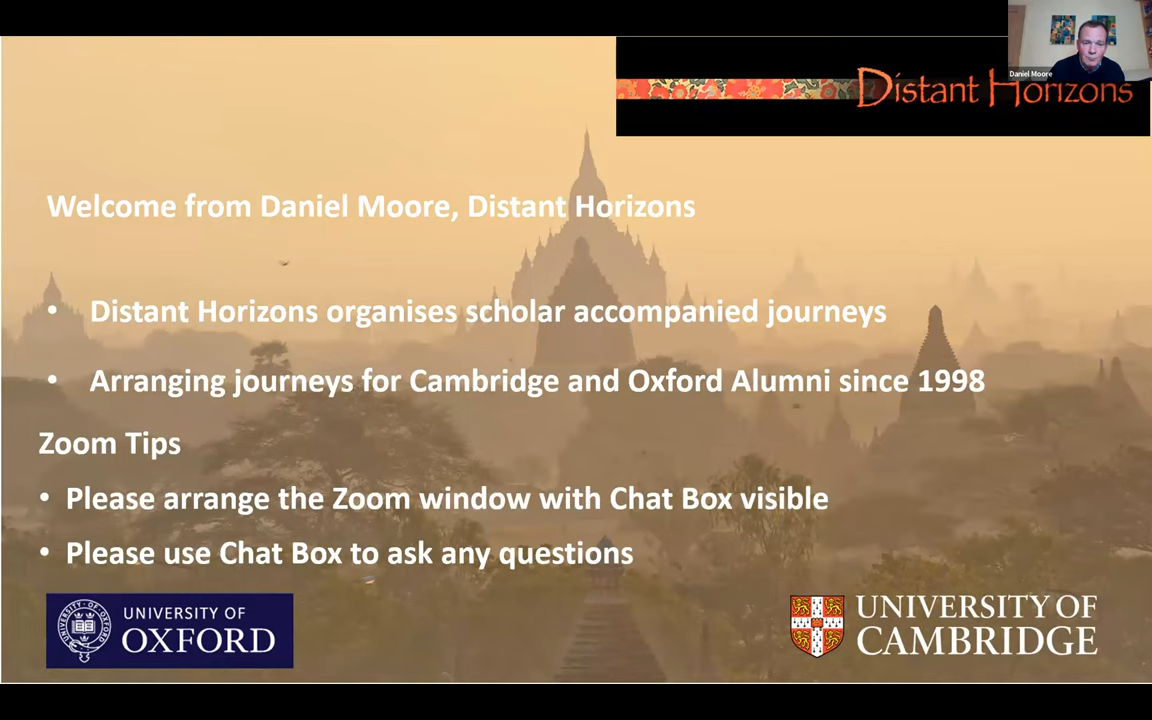 Daniel Moore
Distant Horizons
Welcome from Daniel Moore, Distant Horizons
• Distant Horizons organises scholar accompanied journeys
• Arranging journeys for Cambridge and Oxford Alumni since 1998
Zoom Tips
• Please arrange the Zoom window with Chat Box visible
• Please use Chat Box to ask any questions
UNIVERSITY OF
OXFORD
UNIVERSITY OF
CAMBRIDGE